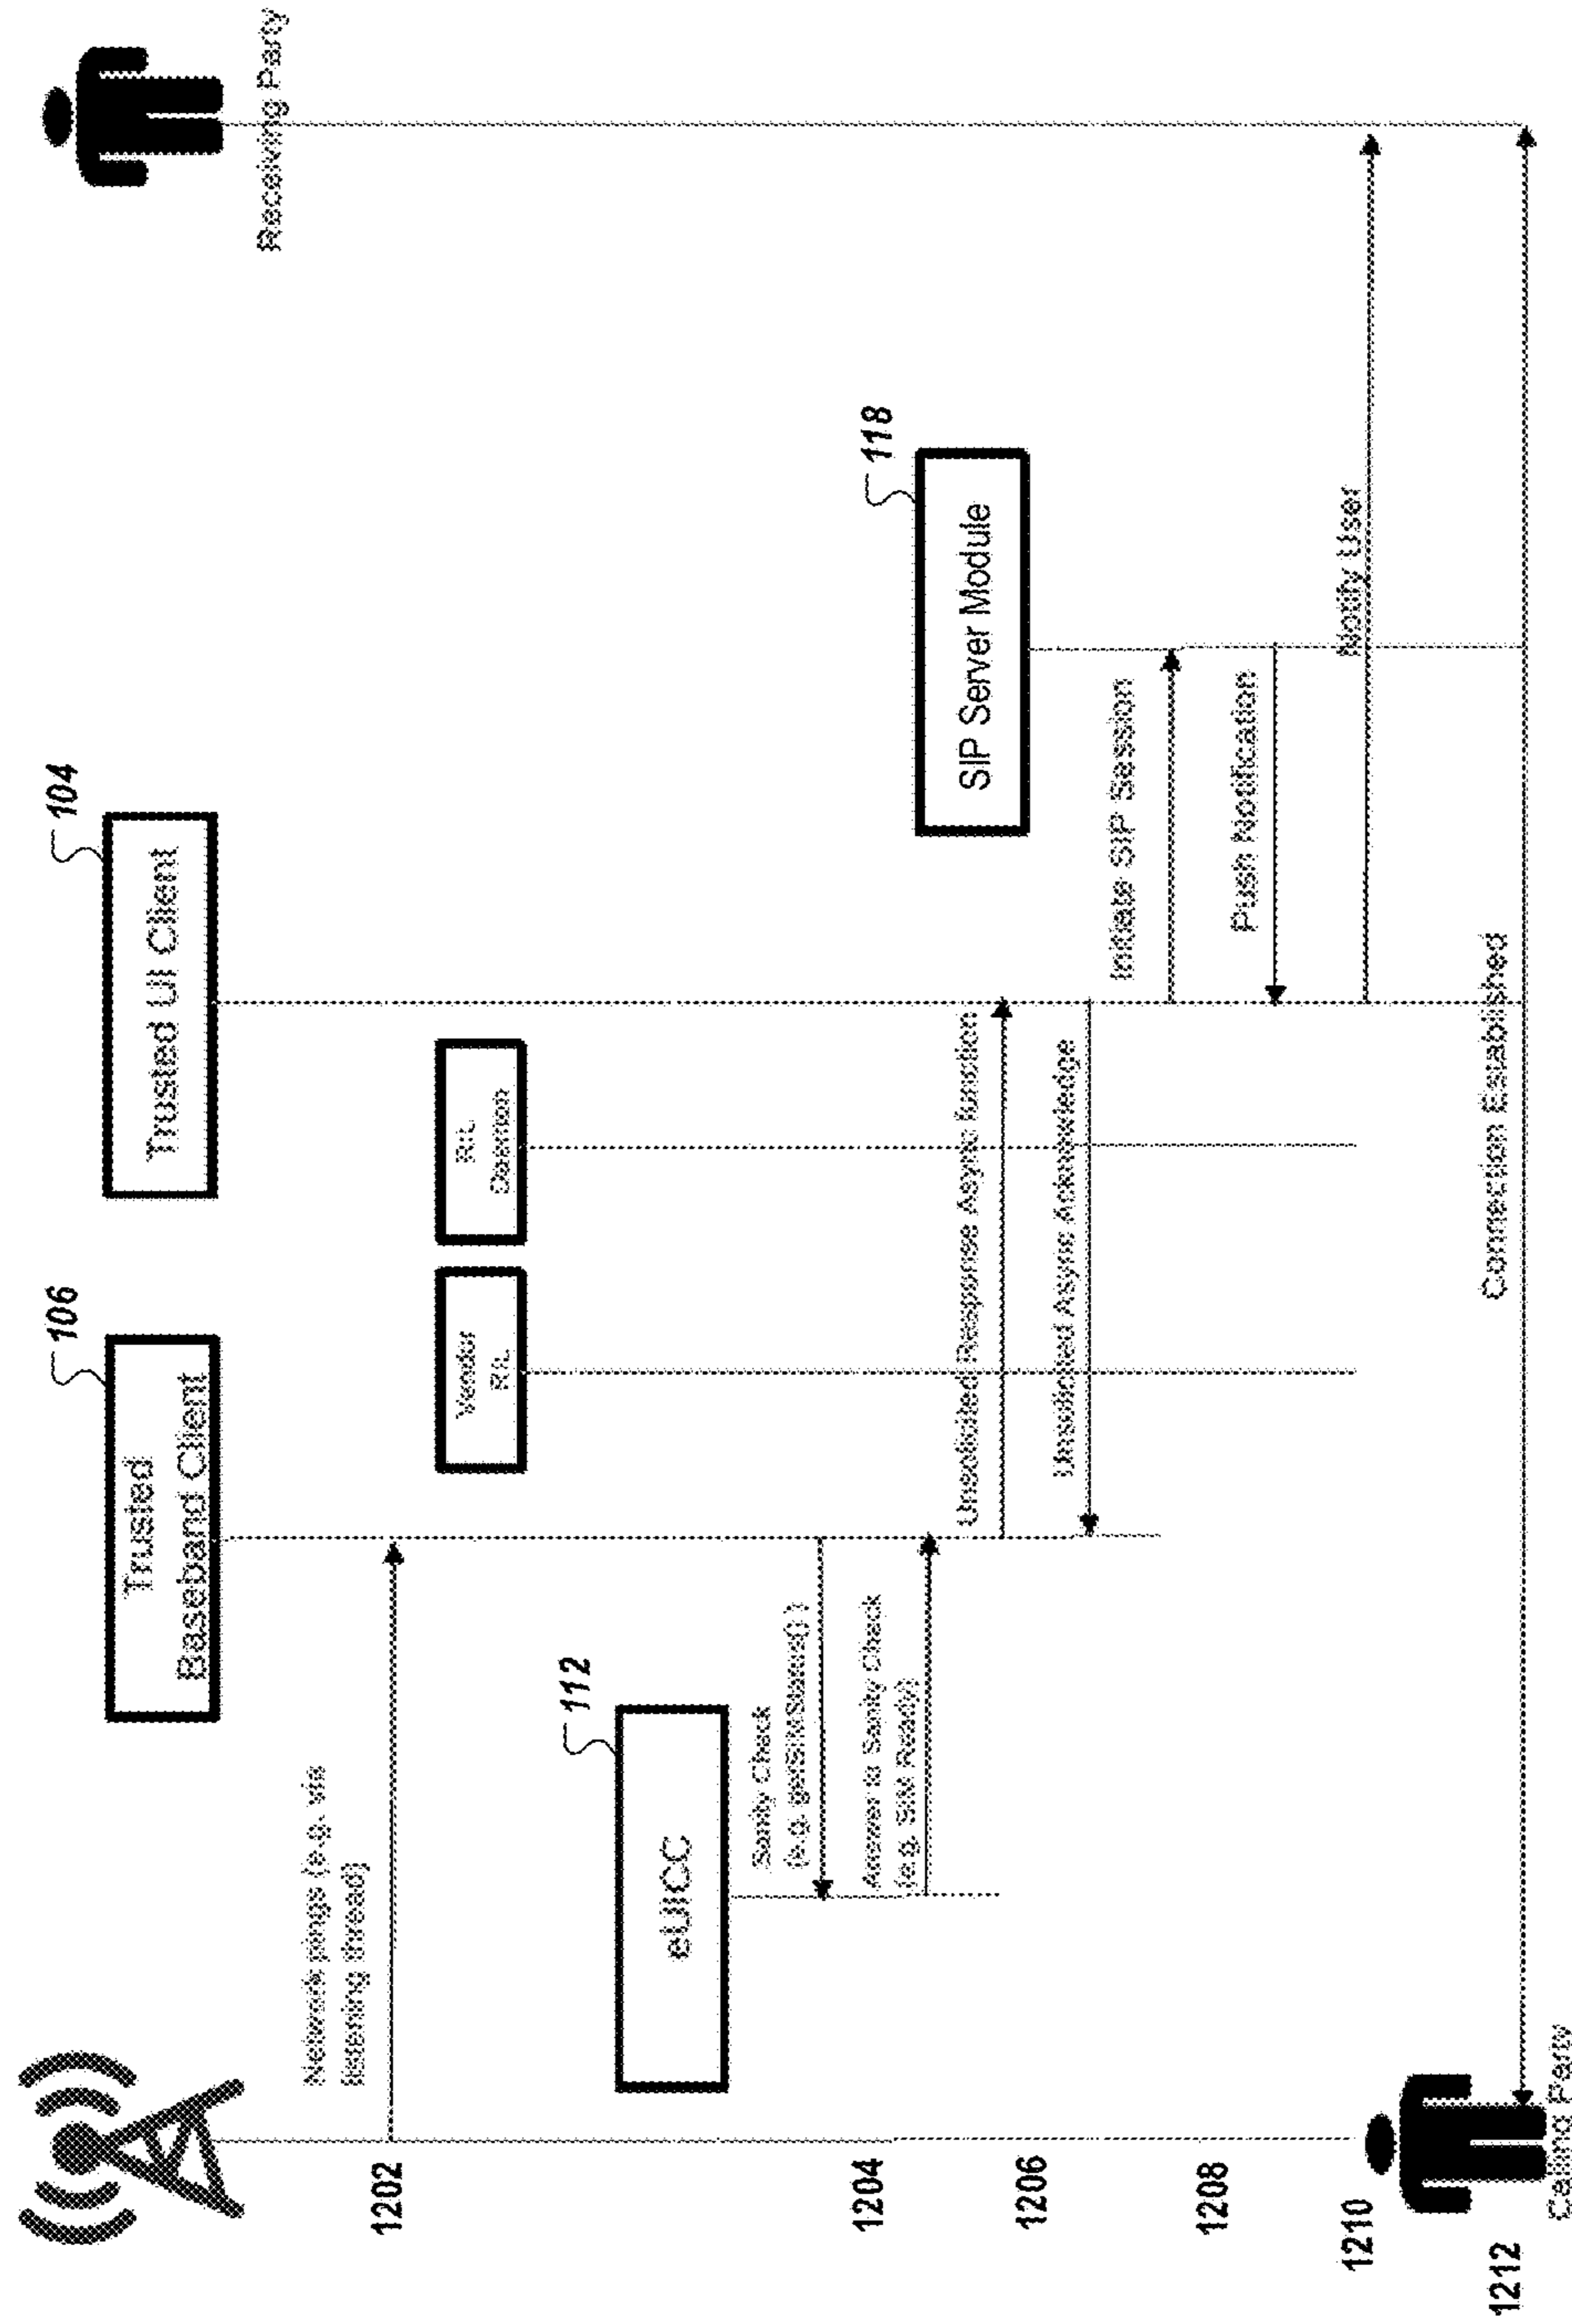 Receiving Party
104
Trusted UI Client
106
Trusted
Baseband Client
Network pings (e.g. via
listening thread)
1202
RIL
Daemon
Vendor
RIL
112
eUICC
Sanity Check
(e.g. getSIMStatus() )
Answer to Sanity Check
(e.g. SIM Ready)
1204
118
SIP Server Module
Unsolicited Response Async function
Unsolicited Async Acknowledge
1206
Initiate SIP Session
Push Notification
1208
Notify User
1210
Connection Established
1212
Calling Party